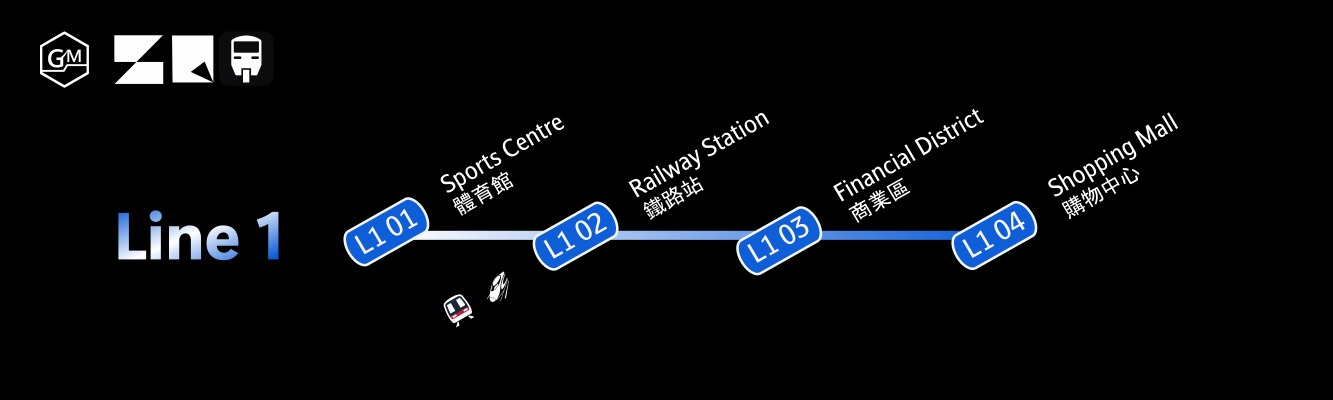 GM
Line 1
L1 01
Sports Centre
體育館
L1 02
Railway Station
鐵路站
L1 03
Financial District
商業區
L1 04
Shopping Mall
購物中心